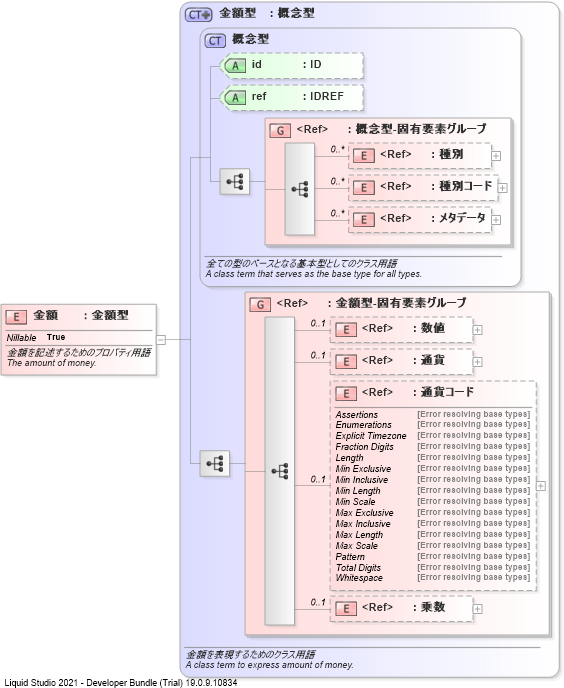 CT 金額型 : 概念型
CT 概念型
A id : ID
A ref : IDREF
G <Ref> : 概念型-固有要素グループ
0..* E <Ref> : 種別
0..* E <Ref> : 種別コード
0..* E <Ref> : メタデータ
全ての型のベースとなる基本型としてのクラス用語
A class term that serves as the base type for all types.
E 金額 : 金額型
Nillable True
金額を記述するためのプロパティ用語
The amount of money.
G <Ref> : 金額型-固有要素グループ
0..1 E <Ref> : 数値
0..1 E <Ref> : 通貨
E <Ref> : 通貨コード
Assertions [Error resolving base types]
Enumerations [Error resolving base types]
Explicit Timezone [Error resolving base types]
Fraction Digits [Error resolving base types]
Length [Error resolving base types]
Min Exclusive [Error resolving base types]
0..1 Min Inclusive [Error resolving base types]
Min Length [Error resolving base types]
Min Scale [Error resolving base types]
Max Exclusive [Error resolving base types]
Max Inclusive [Error resolving base types]
Max Length [Error resolving base types]
Max Scale [Error resolving base types]
Pattern [Error resolving base types]
Total Digits [Error resolving base types]
Whitespace [Error resolving base types]
0..1 E <Ref> : 乗数
金額を表現するためのクラス用語
A class term to express amount of money.
Liquid Studio 2021 - Developer Bundle (Trial) 19.0.9.10834